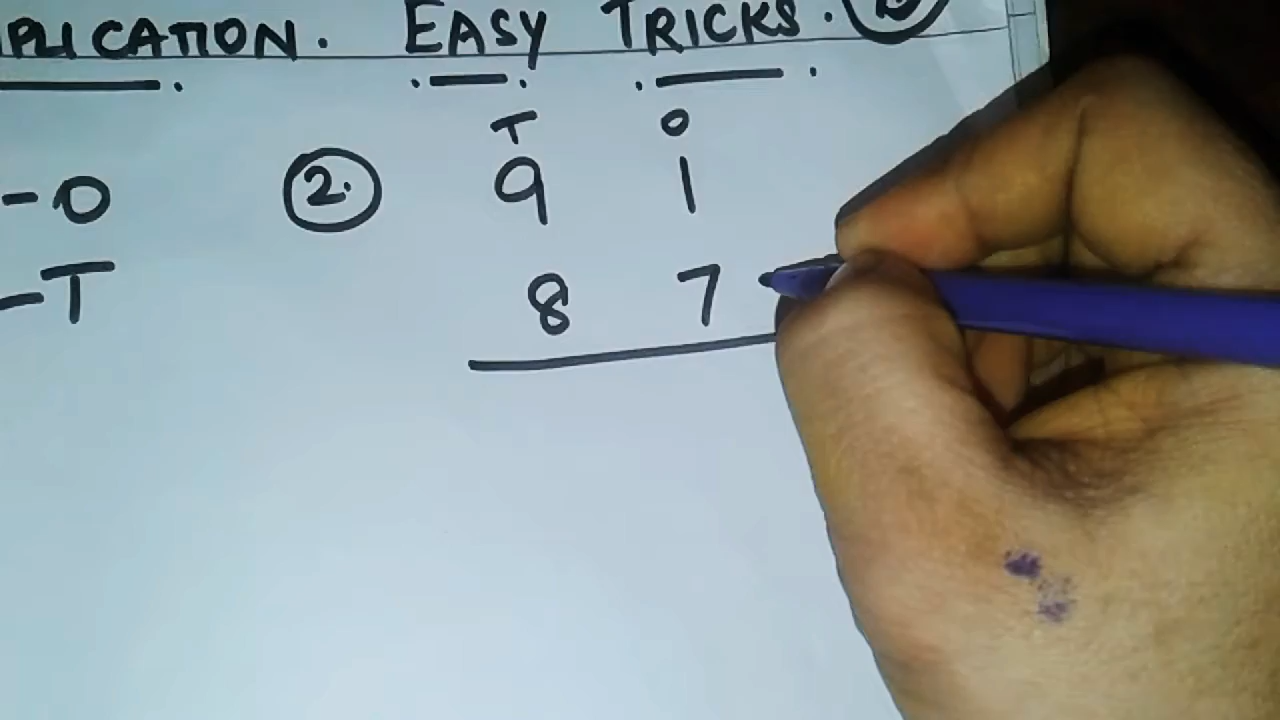 PLICATION. EASY TRICKS.
T O
- O 2. 9 1
- T 8 7